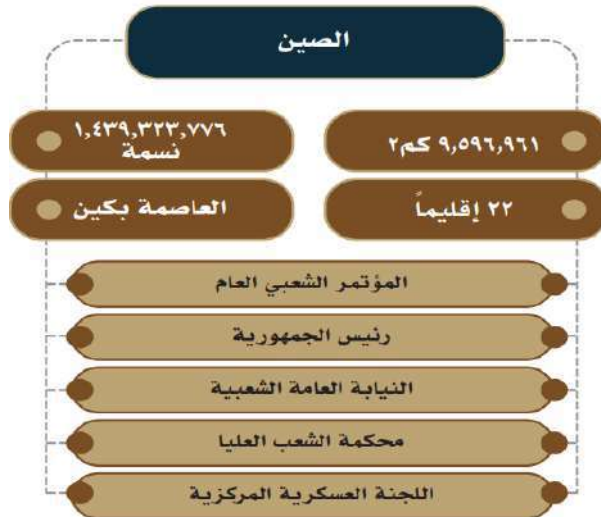 الصين
٩,٥٩٦,٩٦١ كم٢
١,٤٣٩,٣٢٣,٧٧٦
نسمة
٢٢ إقليماً
العاصمة بكين
المؤتمر الشعبي العام
رئيس الجمهورية
النيابة العامة الشعبية
محكمة الشعب العليا
اللجنة العسكرية المركزية